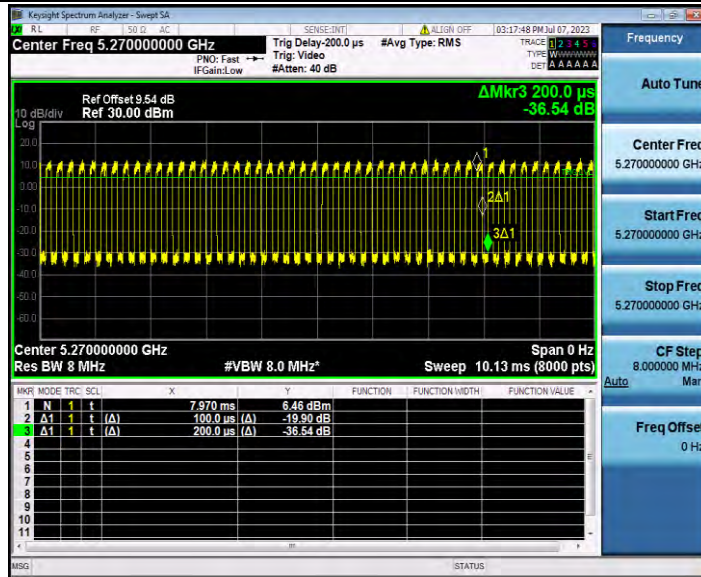 Keysight Spectrum Analyzer - Swept SA
RL RF 50 Ω AC SENSE:INT ALIGN OFF 03:17:48 PM Jul 07, 2023
Center Freq 5.270000000 GHz
PNO: Fast
IFGain:Low
Trig Delay-200.0 µs
Trig: Video
#Atten: 40 dB
#Avg Type: RMS
TRACE 1 2 3 4 5 6
TYPE WWWWWW
DET A A A A A A
Frequency
Auto Tune
Center Freq
5.270000000 GHz
Start Freq
5.270000000 GHz
Stop Freq
5.270000000 GHz
CF Step
8.000000 MHz
Auto Man
Freq Offset
0 Hz
ΔMkr3 200.0 µs
-36.54 dB
Ref Offset 9.54 dB
10 dB/div Ref 30.00 dBm
Log
20.0
10.0
0.00
-10.0
-20.0
-30.0
-40.0
-50.0
-60.0
1
2Δ1
3Δ1
Center 5.270000000 GHz Span 0 Hz
Res BW 8 MHz #VBW 8.0 MHz* Sweep 10.13 ms (8000 pts)
MKR MODE TRC SCL X Y FUNCTION FUNCTION WIDTH FUNCTION VALUE
1 N 1 t 7.970 ms 6.46 dBm
2 Δ1 1 t (Δ) 100.0 µs (Δ) -19.90 dB
3 Δ1 1 t (Δ) 200.0 µs (Δ) -36.54 dB
4
5
6
7
8
9
10
11
MSG STATUS